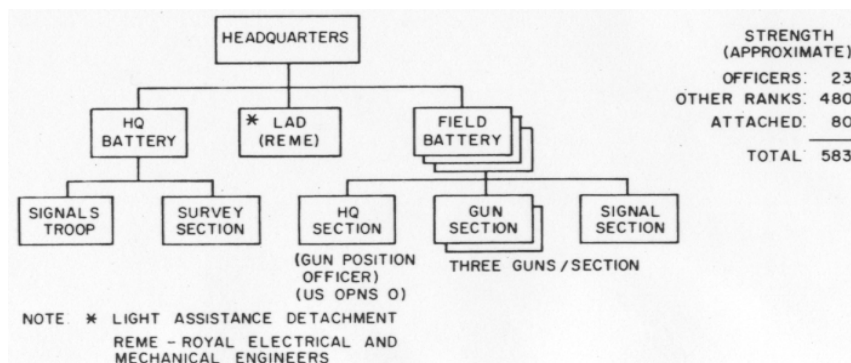 HEADQUARTERS
STRENGTH
(APPROXIMATE)
OFFICERS: 23
OTHER RANKS: 480
ATTACHED: 80
TOTAL: 583
HQ
BATTERY
* LAD
(REME)
FIELD
BATTERY
SIGNALS
TROOP
SURVEY
SECTION
HQ
SECTION
(GUN POSITION
OFFICER)
(US OPNS O)
GUN
SECTION
THREE GUNS/SECTION
SIGNAL
SECTION
NOTE: * LIGHT ASSISTANCE DETACHMENT
REME - ROYAL ELECTRICAL AND
MECHANICAL ENGINEERS